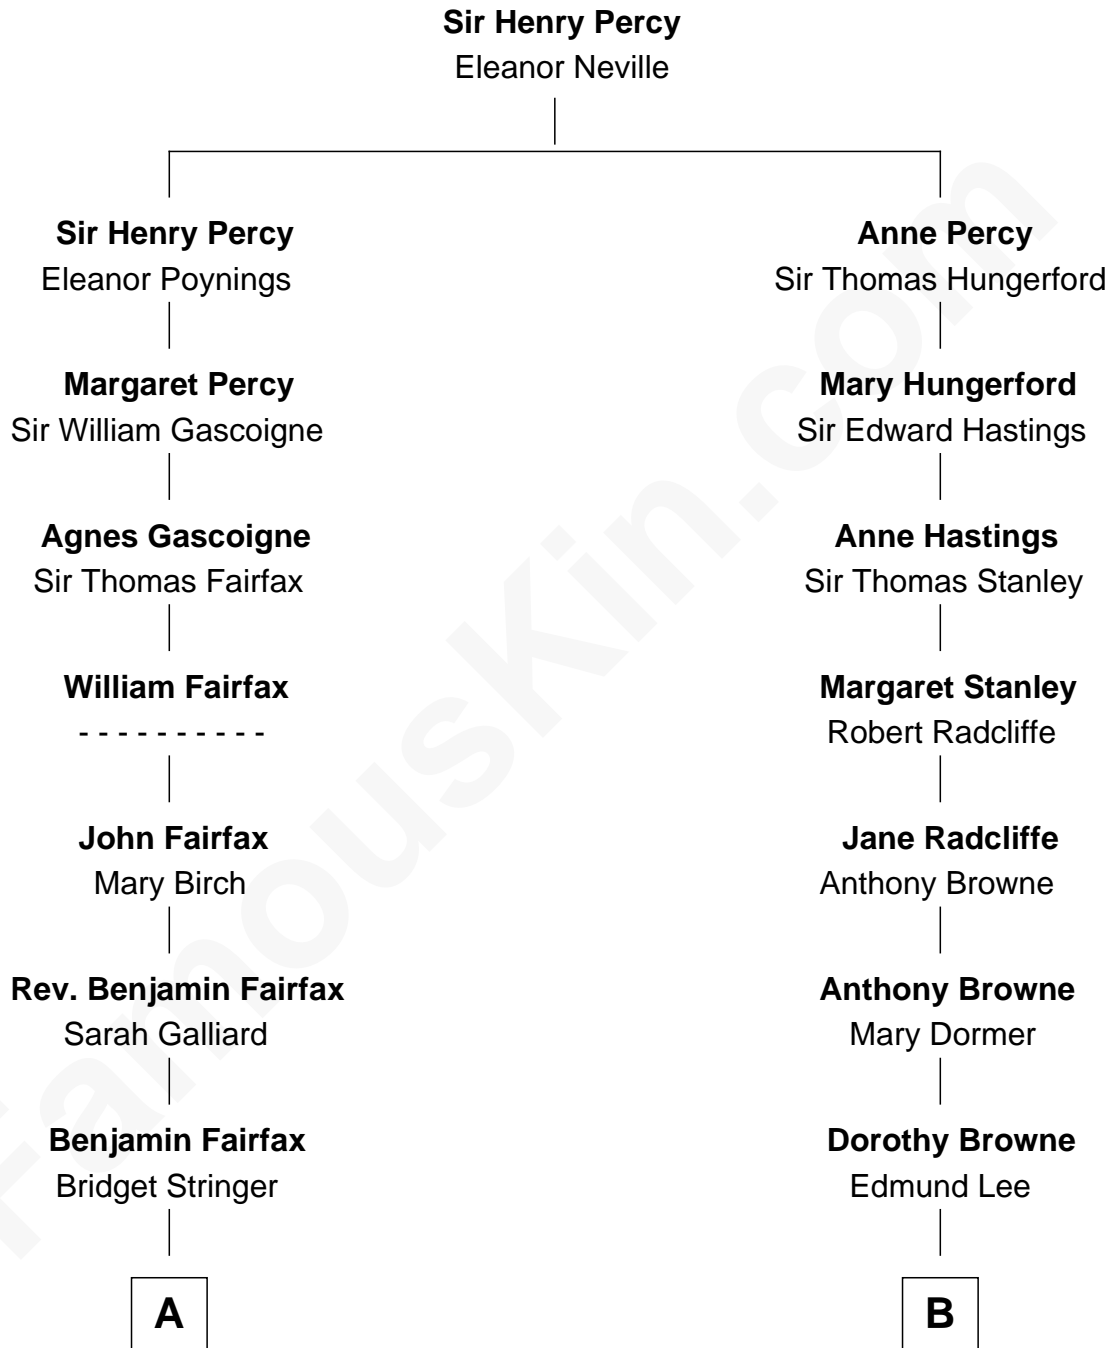 Sir Henry Percy
Eleanor Neville
Sir Henry Percy
Eleanor Poynings
Anne Percy
Sir Thomas Hungerford
Margaret Percy
Sir William Gascoigne
Mary Hungerford
Sir Edward Hastings
Agnes Gascoigne
Sir Thomas Fairfax
Anne Hastings
Sir Thomas Stanley
William Fairfax
- - - - - - - - - -
Margaret Stanley
Robert Radcliffe
John Fairfax
Mary Birch
Jane Radcliffe
Anthony Browne
Rev. Benjamin Fairfax
Sarah Galliard
Anthony Browne
Mary Dormer
Benjamin Fairfax
Bridget Stringer
Dorothy Browne
Edmund Lee
A
B
FamousKin.com